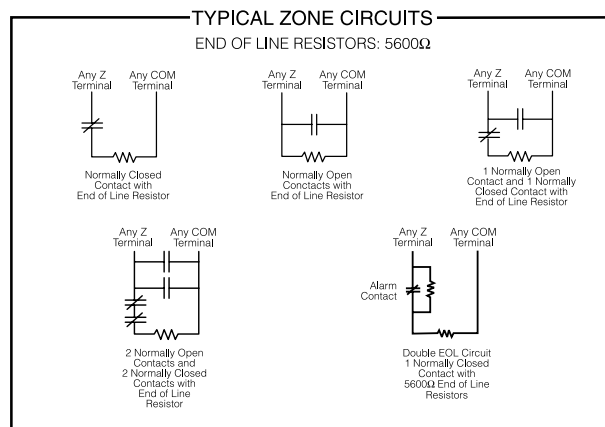 TYPICAL ZONE CIRCUITS
END OF LINE RESISTORS: 5600Ω
Any Z
Terminal
Any COM
Terminal
Normally Closed
Contact with
End of Line Resistor
Any Z
Terminal
Any COM
Terminal
Normally Open
Conctacts with
End of Line Resistor
Any Z
Terminal
Any COM
Terminal
1 Normally Open
Contact and 1 Normally
Closed Contact with
End of Line Resistor
Any Z
Terminal
Any COM
Terminal
2 Normally Open
Contacts and
2 Normally Closed
Contacts with
End of Line
Resistor
Any Z
Terminal
Any COM
Terminal
Alarm
Contact
Double EOL Circuit
1 Normally Closed
Contact with
5600Ω End of Line
Resistors